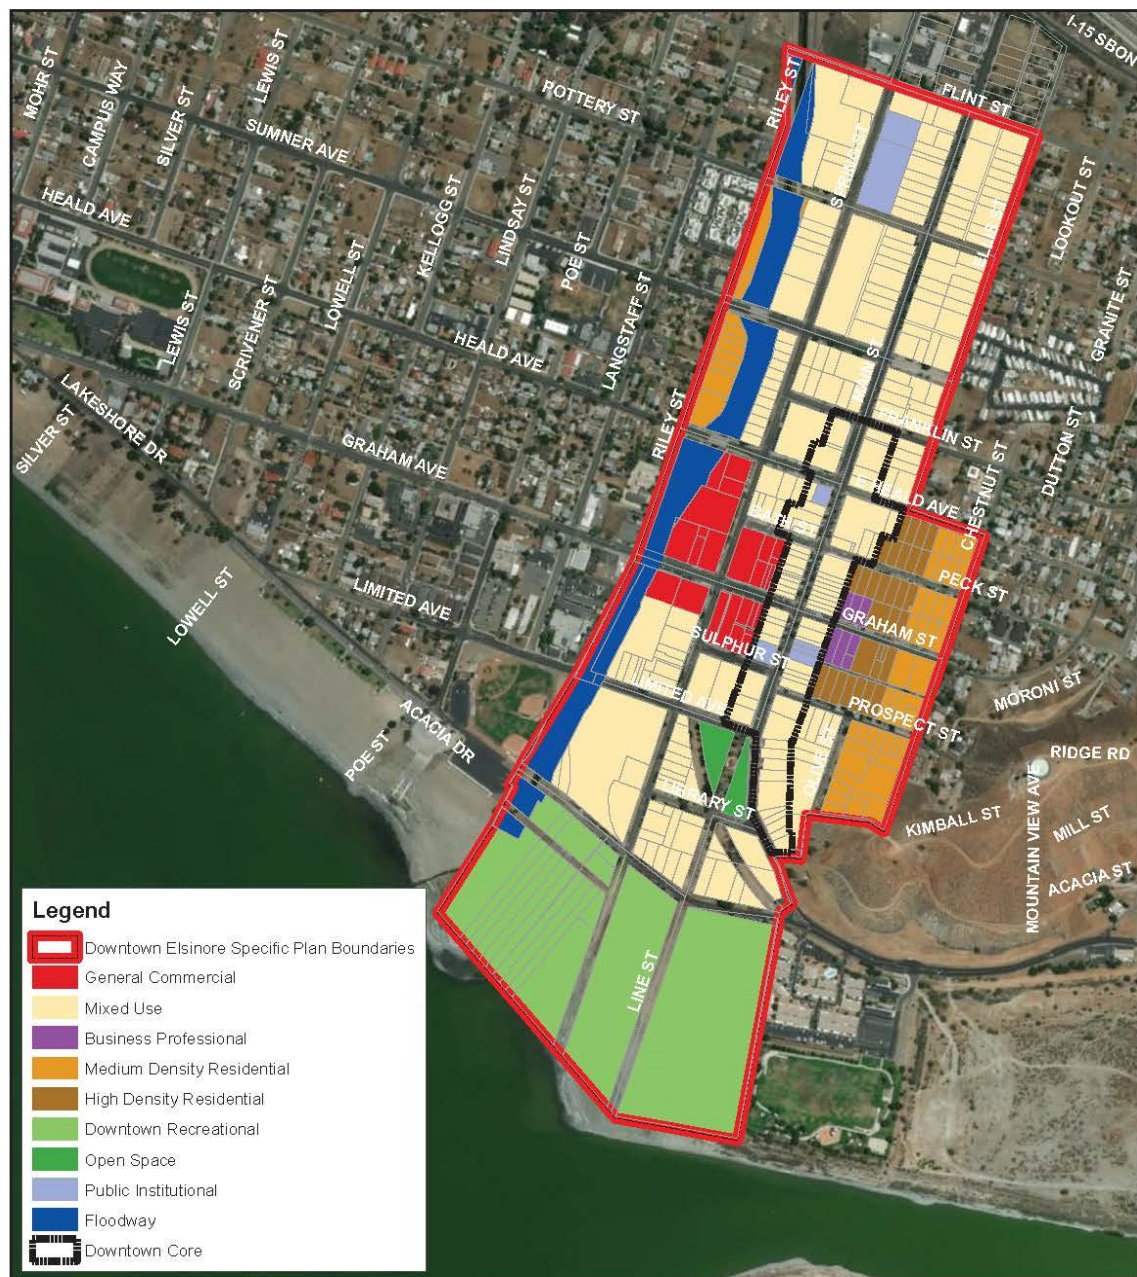 I-15 SBON
MOHR ST
CAMPUS WAY
SILVER ST
LEWIS ST
SUMNER AVE
POTTERY ST
RILEY ST
FLINT ST
HEALD AVE
KELLOGG ST
LINDSAY ST
POE ST
SPRING ST
LOOKOUT ST
LEWIS ST
SCRIVENER ST
LOWELL ST
HEALD AVE
LANGSTAFF ST
GRANITE ST
MAIN ST
LAKESHORE DR
SILVER ST
GRAHAM AVE
RILEY ST
FRANKLIN ST
DUTTON ST
CHESTNUT ST
E HEALD AVE
PECK ST
LOWELL ST
LIMITED AVE
GRAHAM ST
SULPHUR ST
LIMITED AVE
PROSPECT ST
MORONI ST
ACACIA DR
POE ST
RIDGE RD
LIBRARY ST
KIMBALL ST
MOUNTAIN VIEW AVE
MILL ST
ACACIA ST
LINE ST
Legend
Downtown Elsinore Specific Plan Boundaries
General Commercial
Mixed Use
Business Professional
Medium Density Residential
High Density Residential
Downtown Recreational
Open Space
Public Institutional
Floodway
Downtown Core